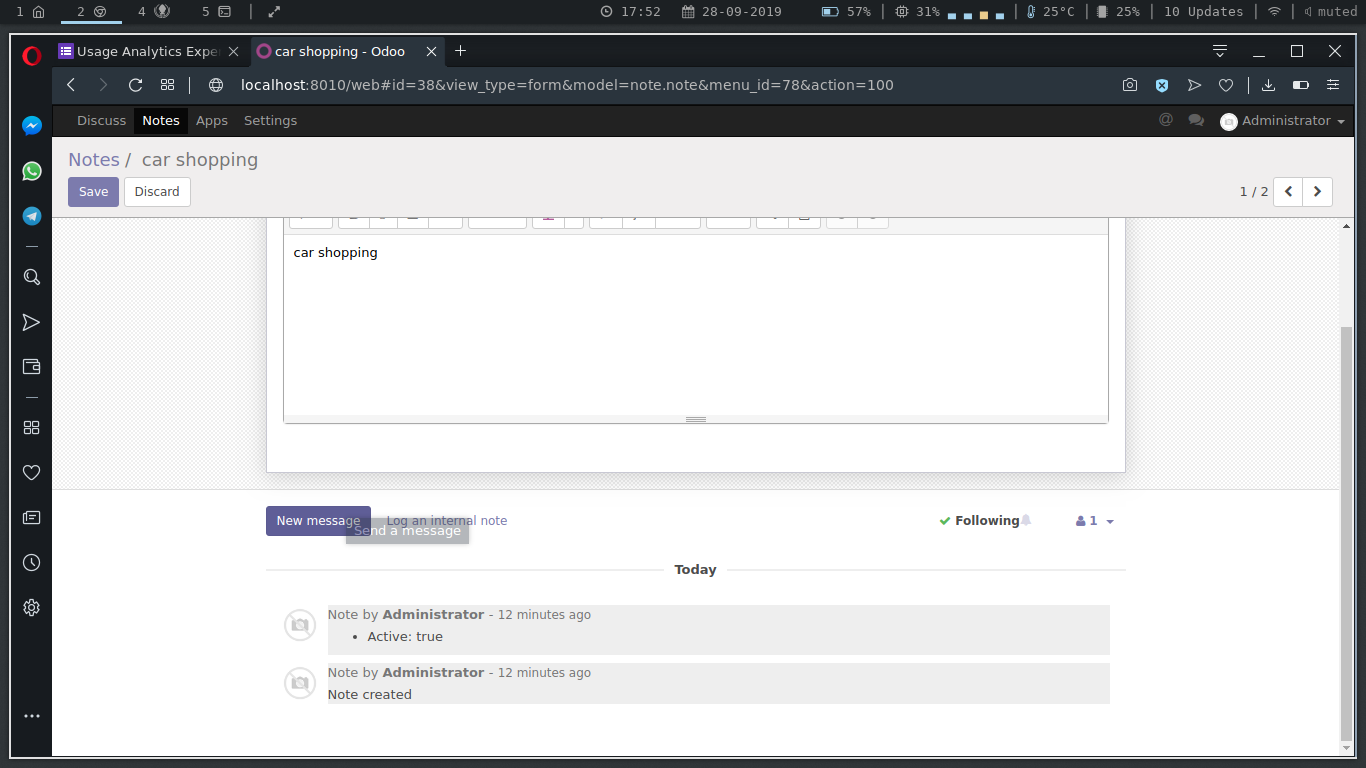 1 2 4 5 17:52 28-09-2019 57% 31% 25°C 25% 10 Updates muted
Usage Analytics Expe car shopping - Odoo
localhost:8010/web#id=38&view_type=form&model=note.note&menu_id=78&action=100
Discuss Notes Apps Settings @ Administrator
Notes / car shopping
Save Discard 1 / 2
car shopping
New message Log an internal note Following 1
Send a message
Today
Note by Administrator - 12 minutes ago
• Active: true
Note by Administrator - 12 minutes ago
Note created